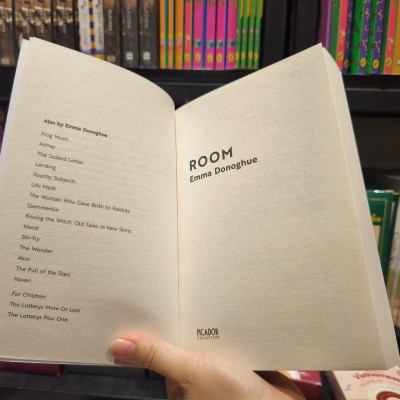 Also by Emma Donoghue
Frog Music
Astray
The Sealed Letter
Landing
Touchy Subjects
Life Mask
The Woman Who Gave Birth to Rabbits
Slammerkin
Kissing the Witch: Old Tales in New Skins
Hood
Stir-fry
The Wonder
Akin
The Pull of the Stars
Haven
For Children
The Lotterys More Or Less
The Lotterys Plus One
ROOM
Emma Donoghue
PICADOR
COLLECTION